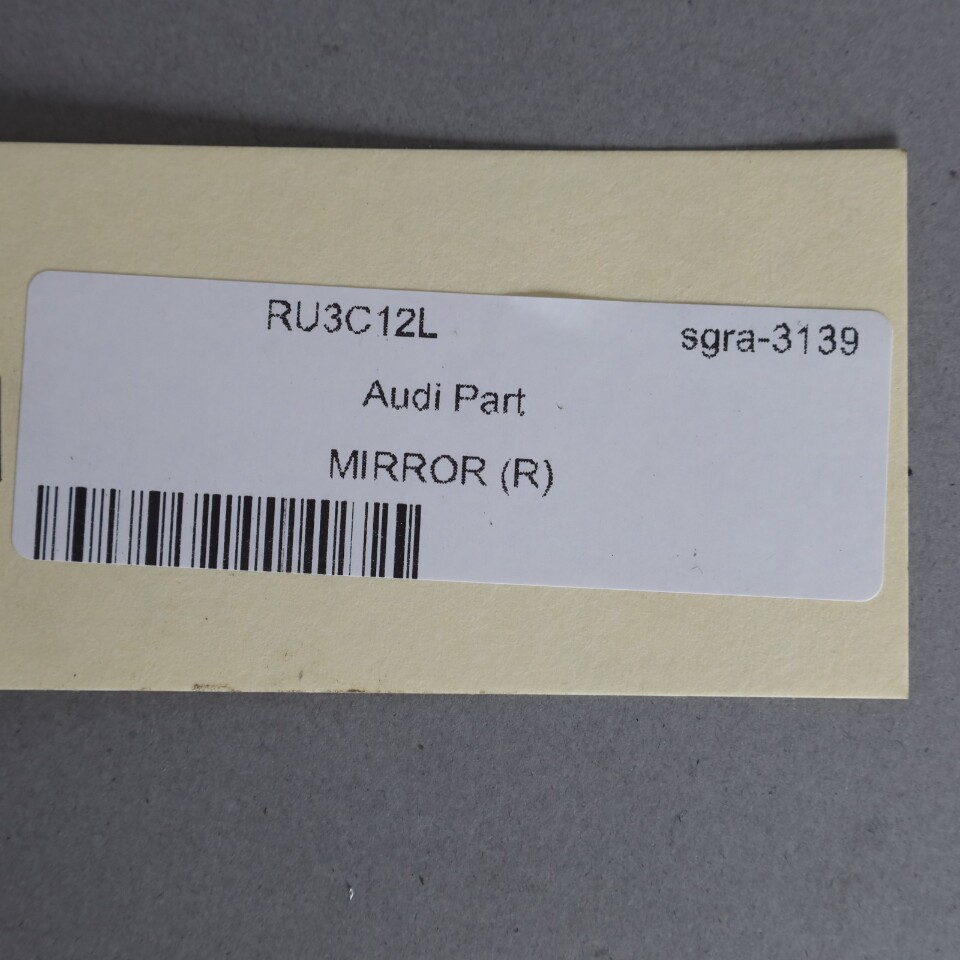 RU3C12L sgra-3139
Audi Part
MIRROR (R)